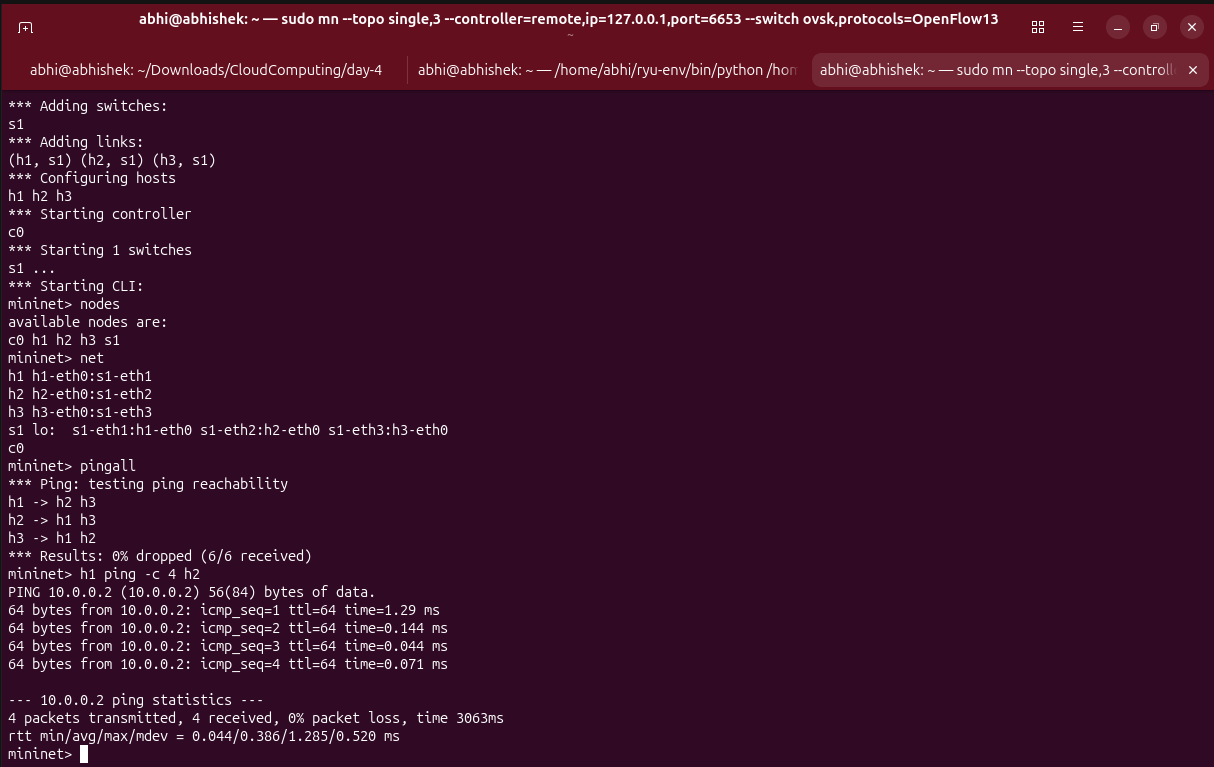 abhi@abhishek: ~ — sudo mn --topo single,3 --controller=remote,ip=127.0.0.1,port=6653 --switch ovsk,protocols=OpenFlow13
~
abhi@abhishek: ~/Downloads/CloudComputing/day-4
abhi@abhishek: ~ — /home/abhi/ryu-env/bin/python /hom
abhi@abhishek: ~ — sudo mn --topo single,3 --controll
*** Adding switches:
s1
*** Adding links:
(h1, s1) (h2, s1) (h3, s1)
*** Configuring hosts
h1 h2 h3
*** Starting controller
c0
*** Starting 1 switches
s1 ...
*** Starting CLI:
mininet> nodes
available nodes are:
c0 h1 h2 h3 s1
mininet> net
h1 h1-eth0:s1-eth1
h2 h2-eth0:s1-eth2
h3 h3-eth0:s1-eth3
s1 lo:  s1-eth1:h1-eth0 s1-eth2:h2-eth0 s1-eth3:h3-eth0
c0
mininet> pingall
*** Ping: testing ping reachability
h1 -> h2 h3
h2 -> h1 h3
h3 -> h1 h2
*** Results: 0% dropped (6/6 received)
mininet> h1 ping -c 4 h2
PING 10.0.0.2 (10.0.0.2) 56(84) bytes of data.
64 bytes from 10.0.0.2: icmp_seq=1 ttl=64 time=1.29 ms
64 bytes from 10.0.0.2: icmp_seq=2 ttl=64 time=0.144 ms
64 bytes from 10.0.0.2: icmp_seq=3 ttl=64 time=0.044 ms
64 bytes from 10.0.0.2: icmp_seq=4 ttl=64 time=0.071 ms
--- 10.0.0.2 ping statistics ---
4 packets transmitted, 4 received, 0% packet loss, time 3063ms
rtt min/avg/max/mdev = 0.044/0.386/1.285/0.520 ms
mininet>